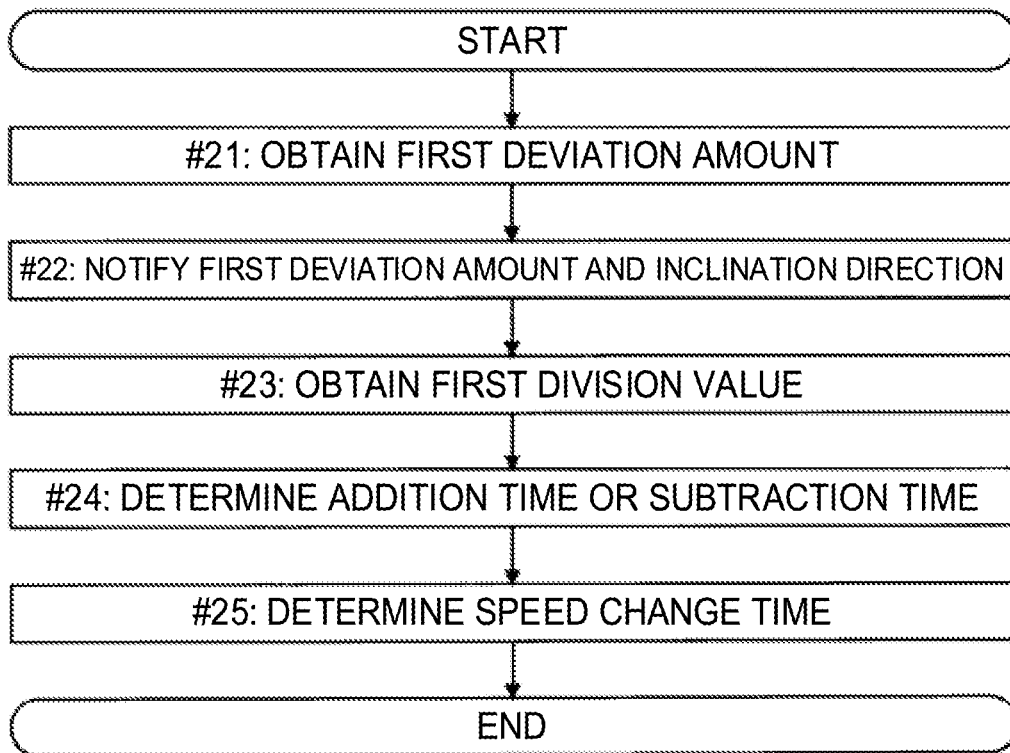 START
#21: OBTAIN FIRST DEVIATION AMOUNT
#22: NOTIFY FIRST DEVIATION AMOUNT AND INCLINATION DIRECTION
#23: OBTAIN FIRST DIVISION VALUE
#24: DETERMINE ADDITION TIME OR SUBTRACTION TIME
#25: DETERMINE SPEED CHANGE TIME
END